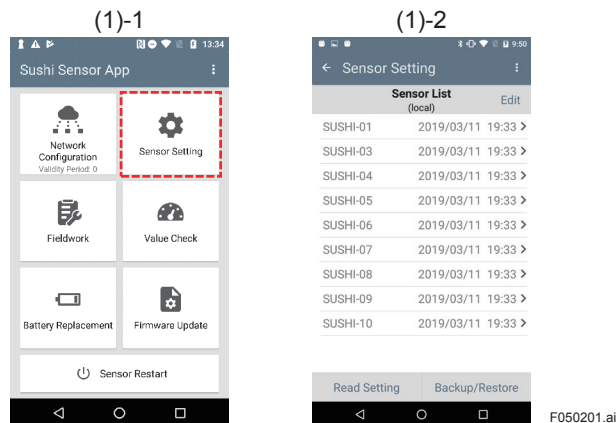 (1)-1
13:34
Sushi Sensor App
Network
Configuration
Validity Period: 0
Sensor Setting
Fieldwork
Value Check
Battery Replacement
Firmware Update
Sensor Restart
(1)-2
9:50
Sensor Setting
Sensor List
(local)
Edit
SUSHI-01 2019/03/11 19:33
SUSHI-03 2019/03/11 19:33
SUSHI-04 2019/03/11 19:33
SUSHI-05 2019/03/11 19:33
SUSHI-06 2019/03/11 19:33
SUSHI-07 2019/03/11 19:33
SUSHI-08 2019/03/11 19:33
SUSHI-09 2019/03/11 19:33
SUSHI-10 2019/03/11 19:33
Read Setting
Backup/Restore
F050201.ai